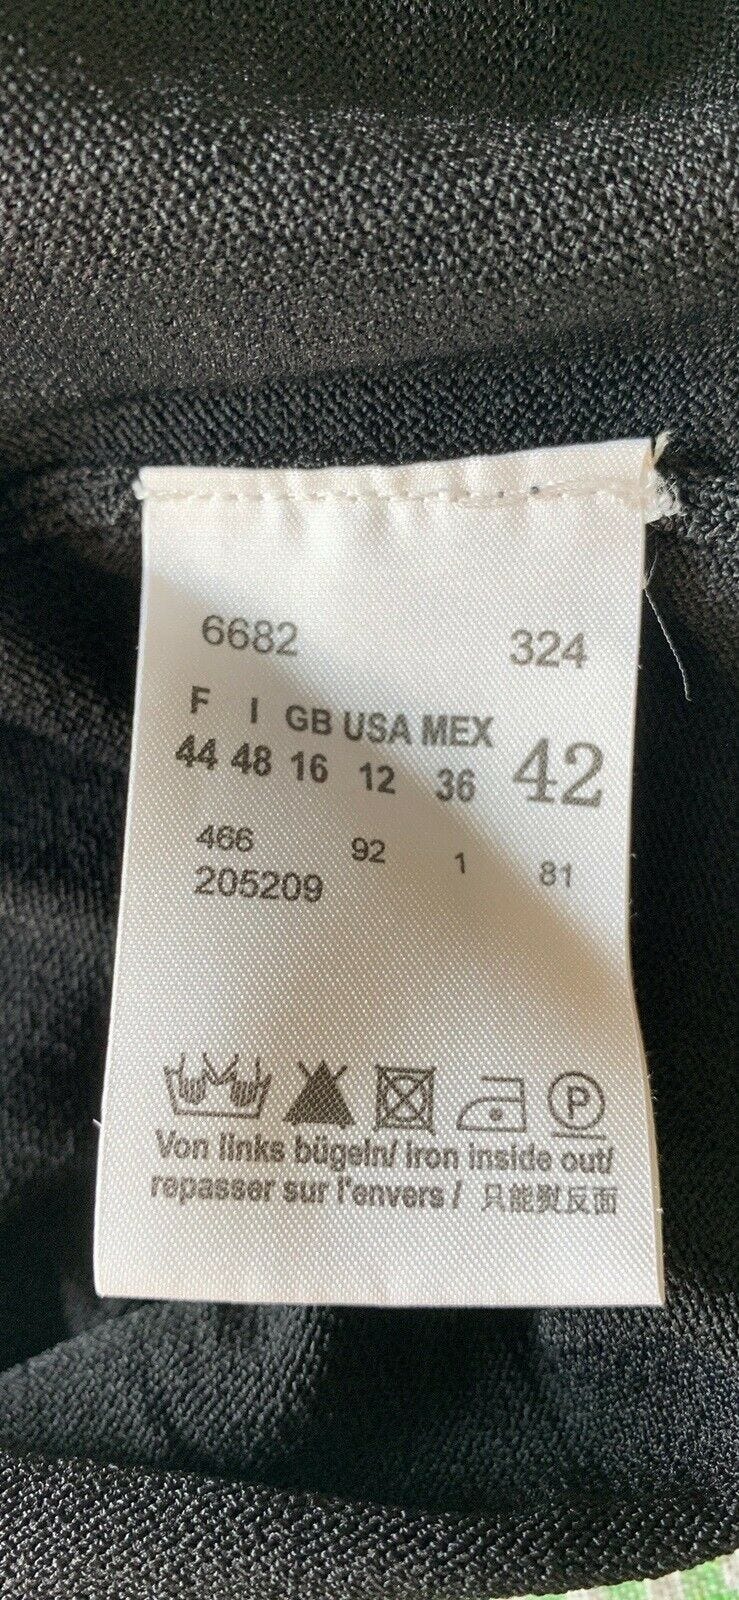 6682 324
F I GB USA MEX 42
44 48 16 12 36
466 92 1 81
205209
P
Von links bügeln/ iron inside out/
repasser sur l'envers / 只能熨反面